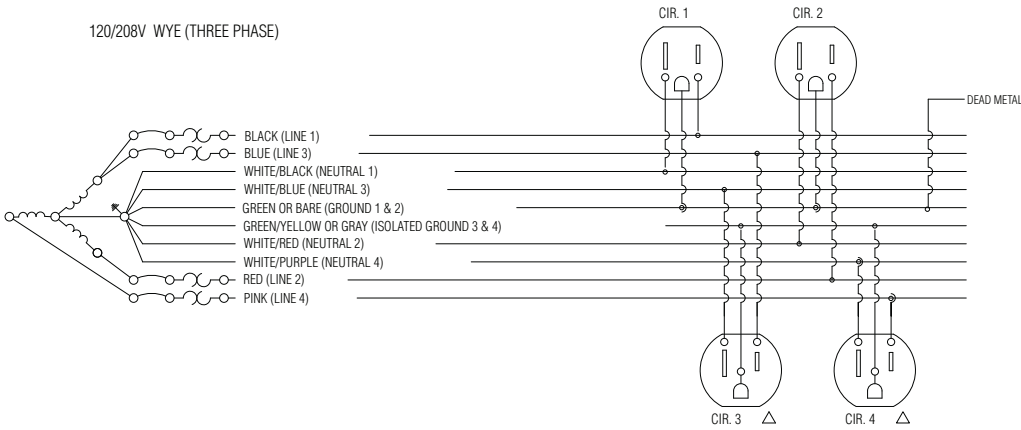 120/208V WYE (THREE PHASE)
CIR. 1
CIR. 2
DEAD METAL
BLACK (LINE 1)
BLUE (LINE 3)
WHITE/BLACK (NEUTRAL 1)
WHITE/BLUE (NEUTRAL 3)
GREEN OR BARE (GROUND 1 & 2)
GREEN/YELLOW OR GRAY (ISOLATED GROUND 3 & 4)
WHITE/RED (NEUTRAL 2)
WHITE/PURPLE (NEUTRAL 4)
RED (LINE 2)
PINK (LINE 4)
CIR. 3
CIR. 4